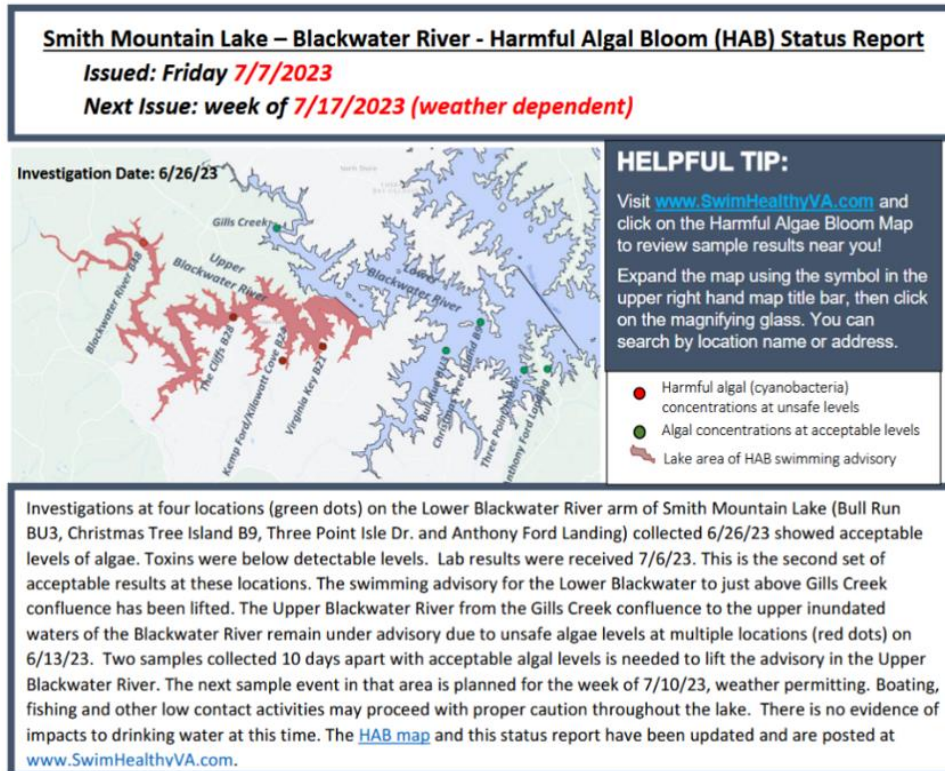 Smith Mountain Lake – Blackwater River - Harmful Algal Bloom (HAB) Status Report
Issued: Friday 7/7/2023
Next Issue: week of 7/17/2023 (weather dependent)
Investigation Date: 6/26/23
Gills Creek
Upper
Blackwater River
Lower
Blackwater River
Blackwater River B48
The Cliffs B28
Kemp Ford/Kilowatt Cove B24
Virginia Key B21
Bull Run BU3
Christmas Tree Island B9
Three Point Isle Dr.
Anthony Ford Landing
HELPFUL TIP:
Visit www.SwimHealthyVA.com and
click on the Harmful Algae Bloom Map
to review sample results near you!
Expand the map using the symbol in the
upper right hand map title bar, then click
on the magnifying glass. You can
search by location name or address.
Harmful algal (cyanobacteria)
concentrations at unsafe levels
Algal concentrations at acceptable levels
Lake area of HAB swimming advisory
Investigations at four locations (green dots) on the Lower Blackwater River arm of Smith Mountain Lake (Bull Run
BU3, Christmas Tree Island B9, Three Point Isle Dr. and Anthony Ford Landing) collected 6/26/23 showed acceptable
levels of algae. Toxins were below detectable levels. Lab results were received 7/6/23. This is the second set of
acceptable results at these locations. The swimming advisory for the Lower Blackwater to just above Gills Creek
confluence has been lifted. The Upper Blackwater River from the Gills Creek confluence to the upper inundated
waters of the Blackwater River remain under advisory due to unsafe algae levels at multiple locations (red dots) on
6/13/23. Two samples collected 10 days apart with acceptable algal levels is needed to lift the advisory in the Upper
Blackwater River. The next sample event in that area is planned for the week of 7/10/23, weather permitting. Boating,
fishing and other low contact activities may proceed with proper caution throughout the lake. There is no evidence of
impacts to drinking water at this time. The HAB map and this status report have been updated and are posted at
www.SwimHealthyVA.com.